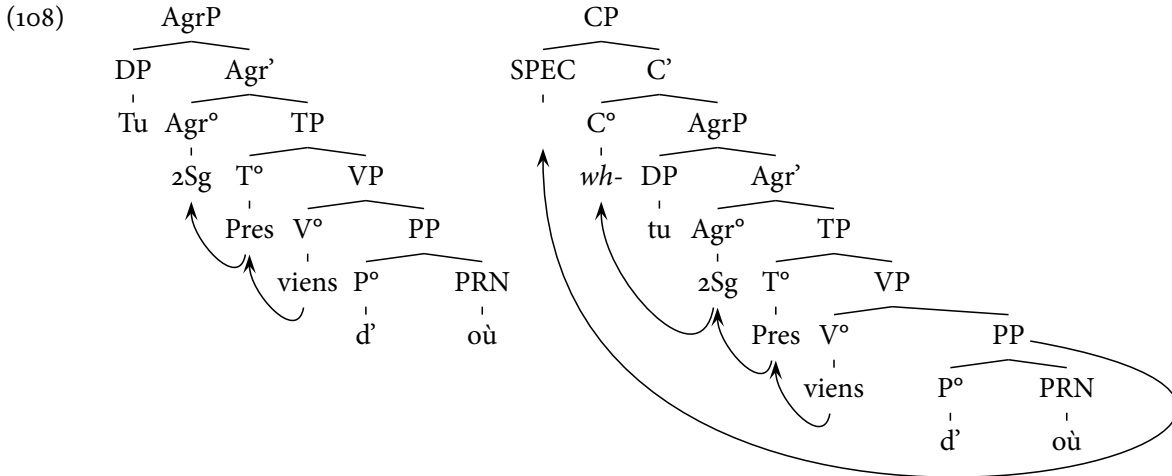 (108) AgrP CP
DP Agr’ SPEC C’
Tu Agr° TP C° AgrP
2Sg T° VP wh- DP Agr’
Pres V° PP tu Agr° TP
viens P° PRN 2Sg T° VP
d’ où Pres V° PP
viens P° PRN
d’ où